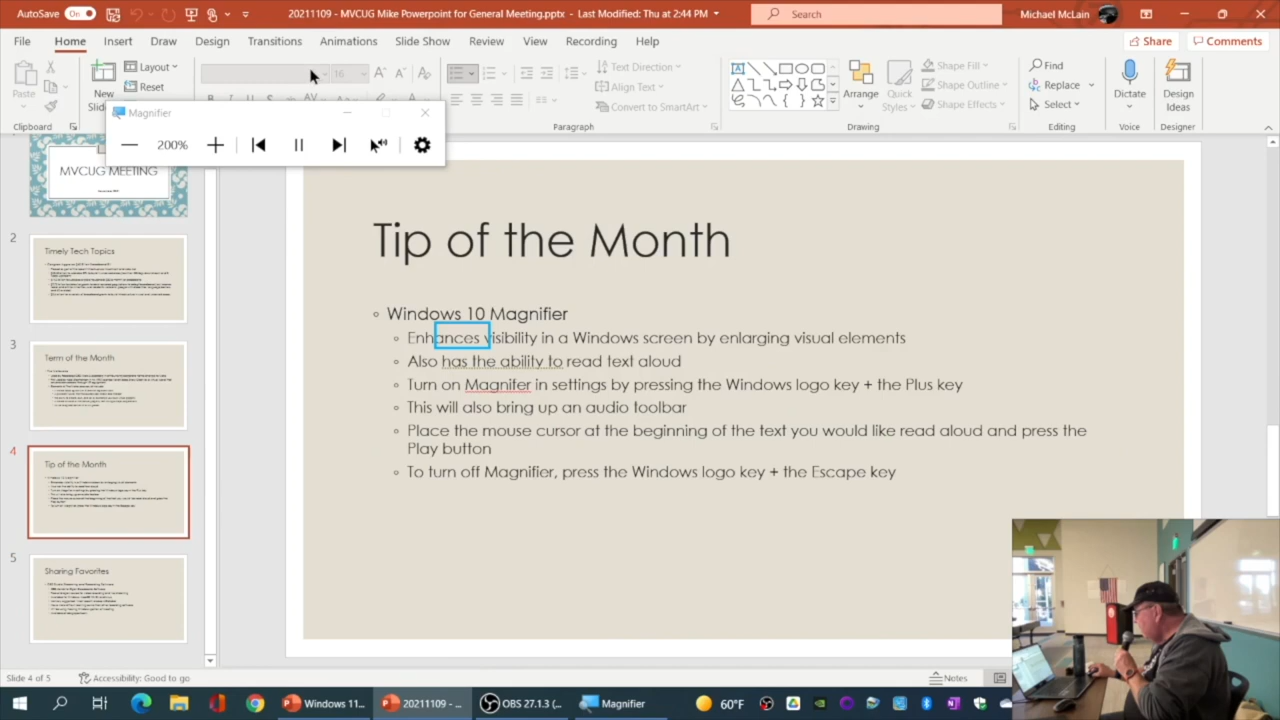 AutoSave On 20211109 - MVCUG Mike Powerpoint for General Meeting.pptx - Last Modified: Thu at 2:44 PM Search Michael McLain
File Home Insert Draw Design Transitions Animations Slide Show Review View Recording Help Share Comments
Paste New Layout 16 Text Direction Arrange Quick Shape Fill Find Dictate Design
Reset Align Text Shape Outline Replace
Convert to SmartArt Styles Shape Effects Select Ideas
Clipboard Paragraph Drawing Editing Voice Designer
Magnifier
200%
MVCUG MEETING
2
Timely Tech Topics
3
Term of the Month
4
Tip of the Month
5
Sharing Favorites
Tip of the Month
Windows 10 Magnifier
Enhances visibility in a Windows screen by enlarging visual elements
Also has the ability to read text aloud
Turn on Magnifer in settings by pressing the Windows logo key + the Plus key
This will also bring up an audio toolbar
Place the mouse cursor at the beginning of the text you would like read aloud and press the
Play button
To turn off Magnifier, press the Windows logo key + the Escape key
Slide 4 of 5 Accessibility: Good to go Notes
Windows 11... 20211109 - ... OBS 27.1.3 (... Magnifier 60°F